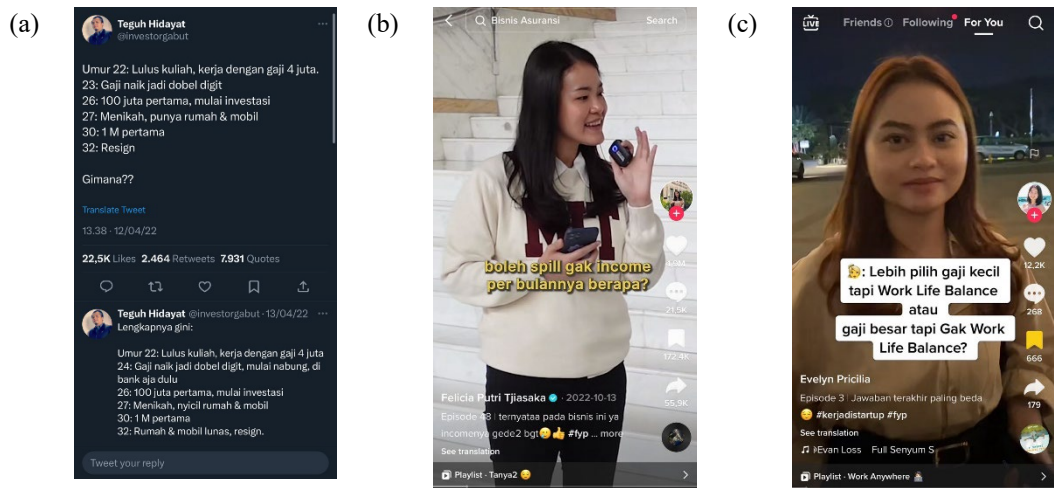 (a)
Teguh Hidayat
@investorgabut
Umur 22: Lulus kuliah, kerja dengan gaji 4 juta.
23: Gaji naik jadi dobel digit
26: 100 juta pertama, mulai investasi
27: Menikah, punya rumah & mobil
30: 1 M pertama
32: Resign
Gimana??
Translate Tweet
13.38 · 12/04/22
22,5K Likes 2.464 Retweets 7.931 Quotes
Teguh Hidayat @investorgabut · 13/04/22
Lengkapnya gini:
Umur 22: Lulus kuliah, kerja dengan gaji 4 juta
24: Gaji naik jadi dobel digit, mulai nabung, di
bank aja dulu
26: 100 juta pertama, mulai investasi
27: Menikah, nyicil rumah & mobil
30: 1 M pertama
32: Rumah & mobil lunas, resign.
Tweet your reply
(b)
Bisnis Asuransi
Search
MIT
boleh spill gak income
per bulannya berapa?
21,5K
172,4K
55,9K
Felicia Putri Tjiasaka · 2022-10-13
Episode 48 | ternyataa pada bisnis ini ya
incomenya gede2 bgt🥲👍 #fyp ... more
See translation
Playlist · Tanya2 😌
(c)
LIVE
Friends Following For You
: Lebih pilih gaji kecil
tapi Work Life Balance
atau
gaji besar tapi Gak Work
Life Balance?
12,2K
268
666
179
Evelyn Pricilia
Episode 3 | Jawaban terakhir paling beda
😊 #kerjadistartup #fyp
See translation
Evan Loss Full Senyum S
Playlist · Work Anywhere